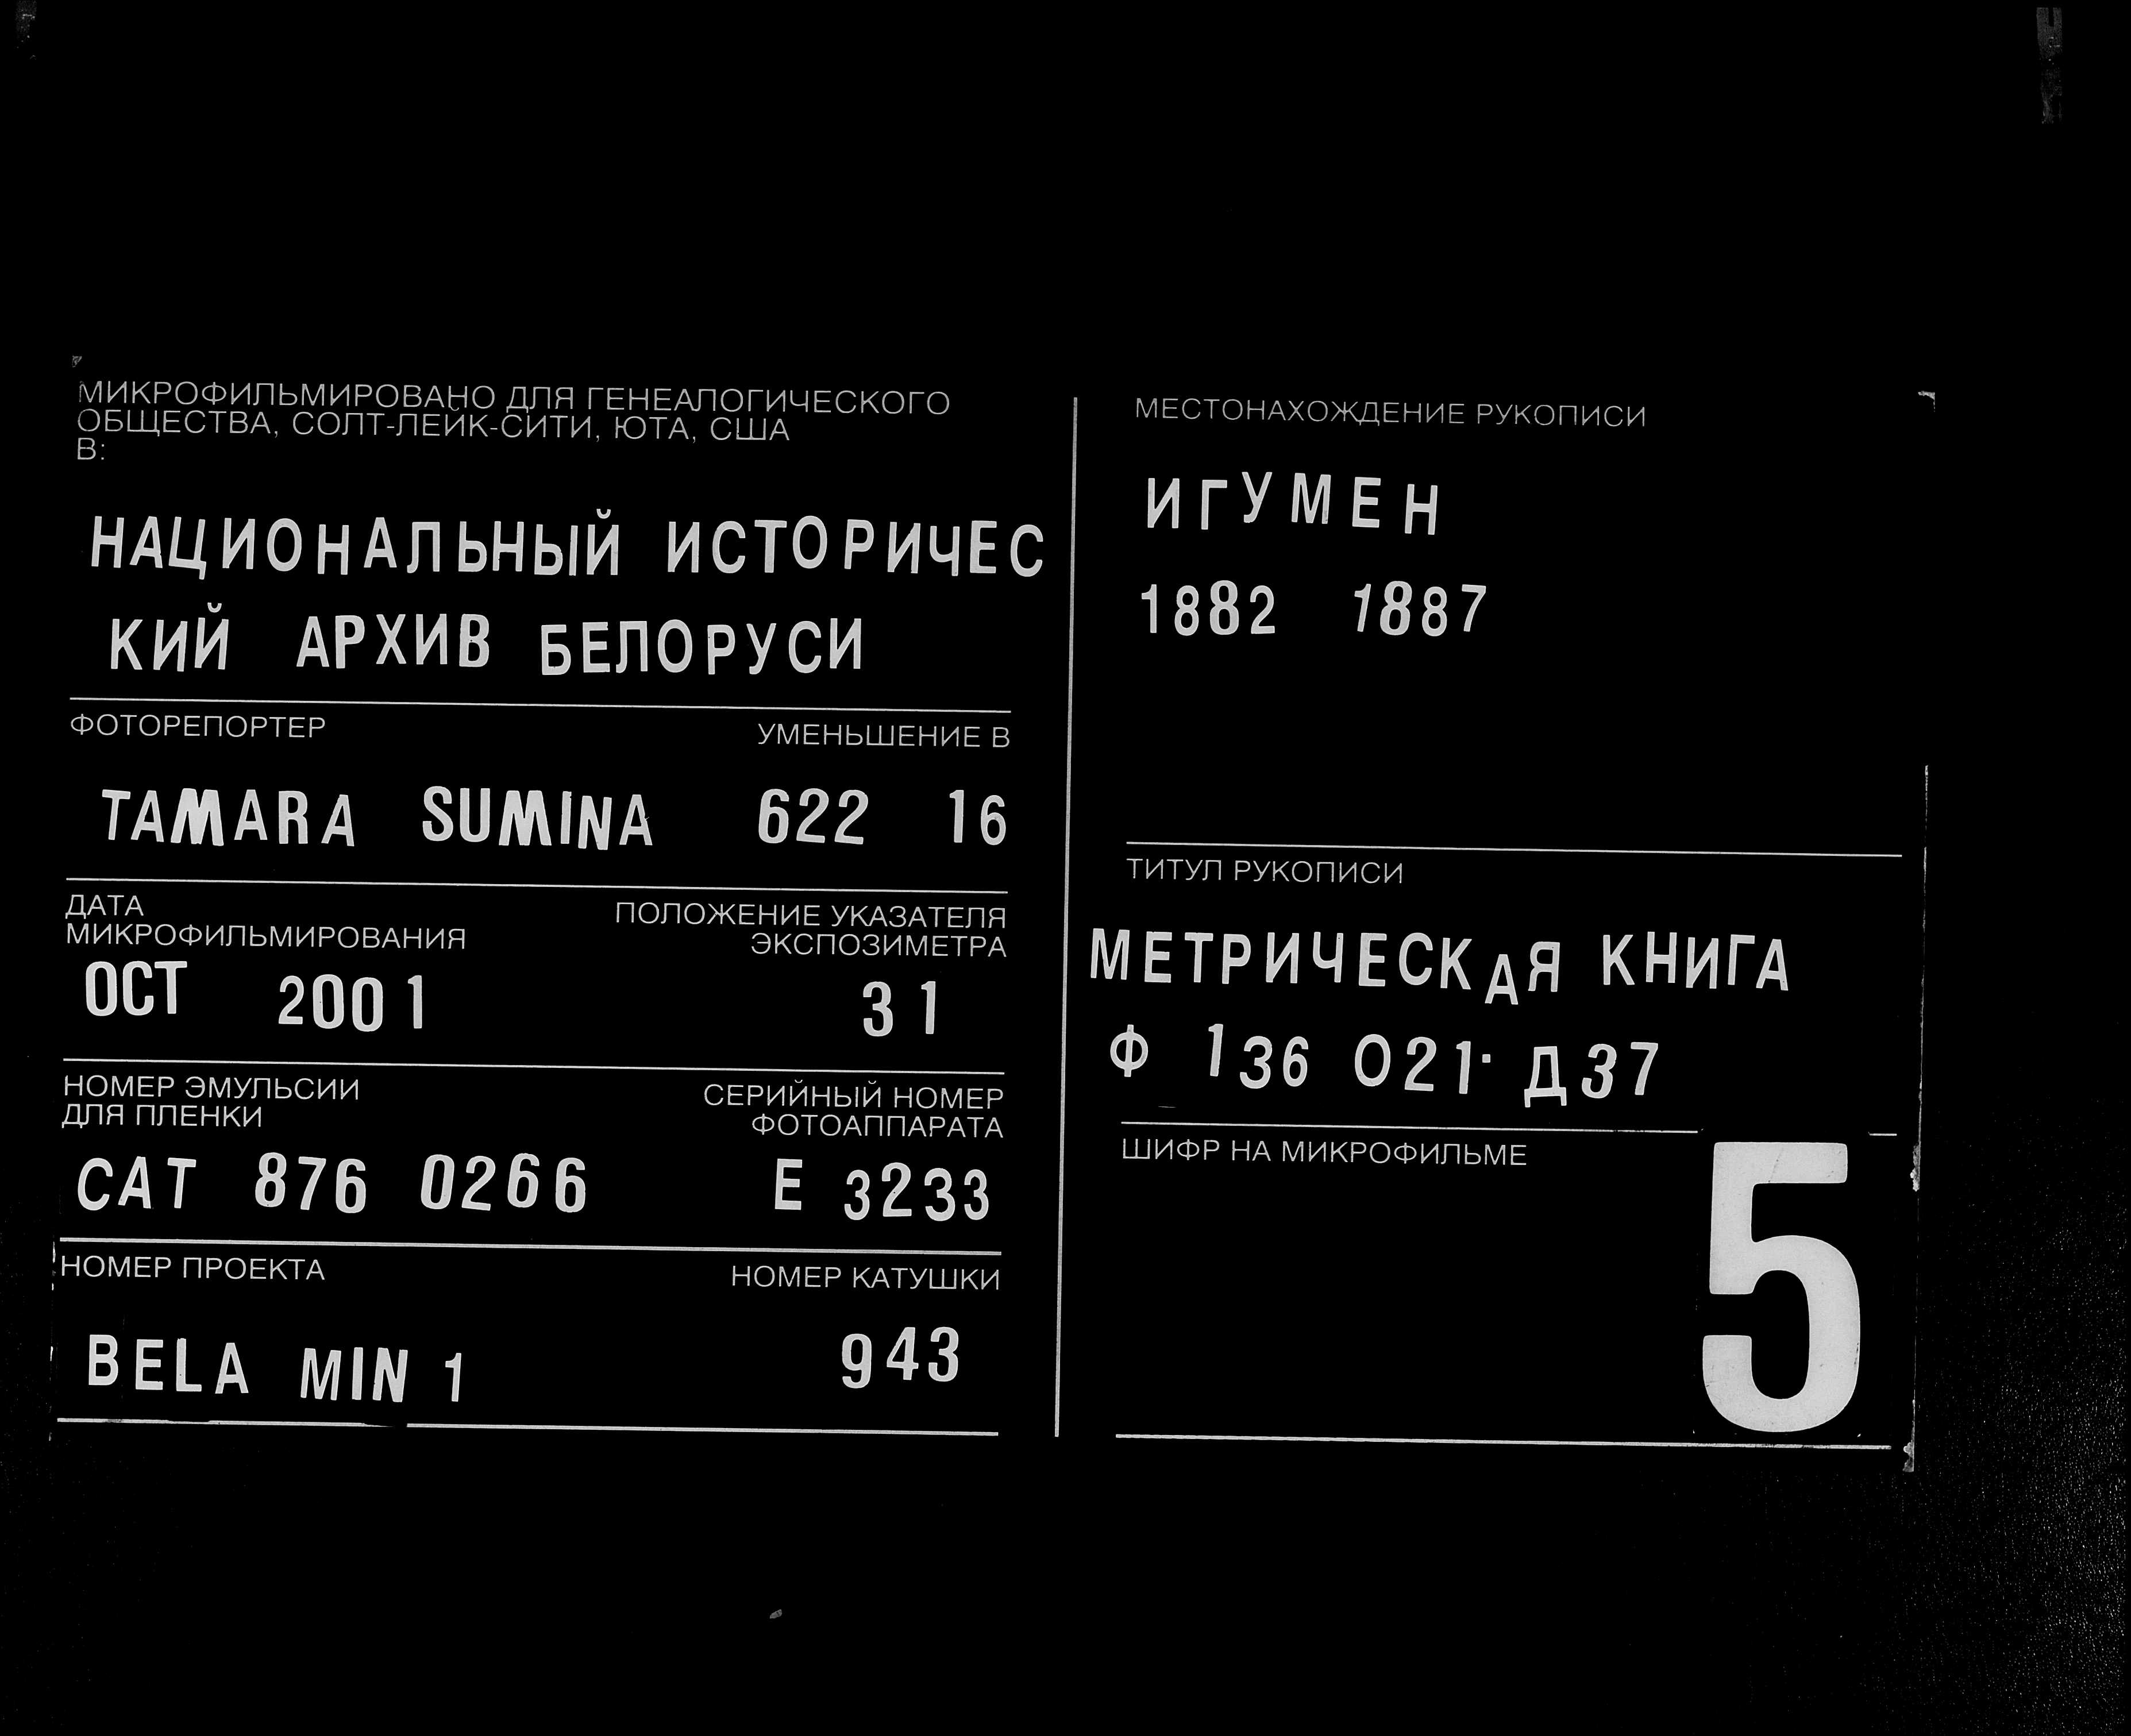 МИКРОФИЛЬМИРОВАНО ДЛЯ ГЕНЕАЛОГИЧЕСКОГО
ОБЩЕСТВА, СОЛТ-ЛЕЙК-СИТИ, ЮТА, США
В:
НАЦИОНАЛЬНЫЙ ИСТОРИЧЕС
КИЙ АРХИВ БЕЛОРУСИ
ФОТОРЕПОРТЕР УМЕНЬШЕНИЕ В
TAMARA SUMINA 622 16
ДАТА
МИКРОФИЛЬМИРОВАНИЯ
ПОЛОЖЕНИЕ УКАЗАТЕЛЯ
ЭКСПОЗИМЕТРА
OCT 2001 31
НОМЕР ЭМУЛЬСИИ
ДЛЯ ПЛЕНКИ
СЕРИЙНЫЙ НОМЕР
ФОТОАППАРАТА
CAT 876 0266 E 3233
НОМЕР ПРОЕКТА НОМЕР КАТУШКИ
BELA MIN 1 943
МЕСТОНАХОЖДЕНИЕ РУКОПИСИ
ИГУМЕН
1882 1887
ТИТУЛ РУКОПИСИ
МЕТРИЧЕСКАЯ КНИГА
Ф 136 О21· Д37
ШИФР НА МИКРОФИЛЬМЕ
5